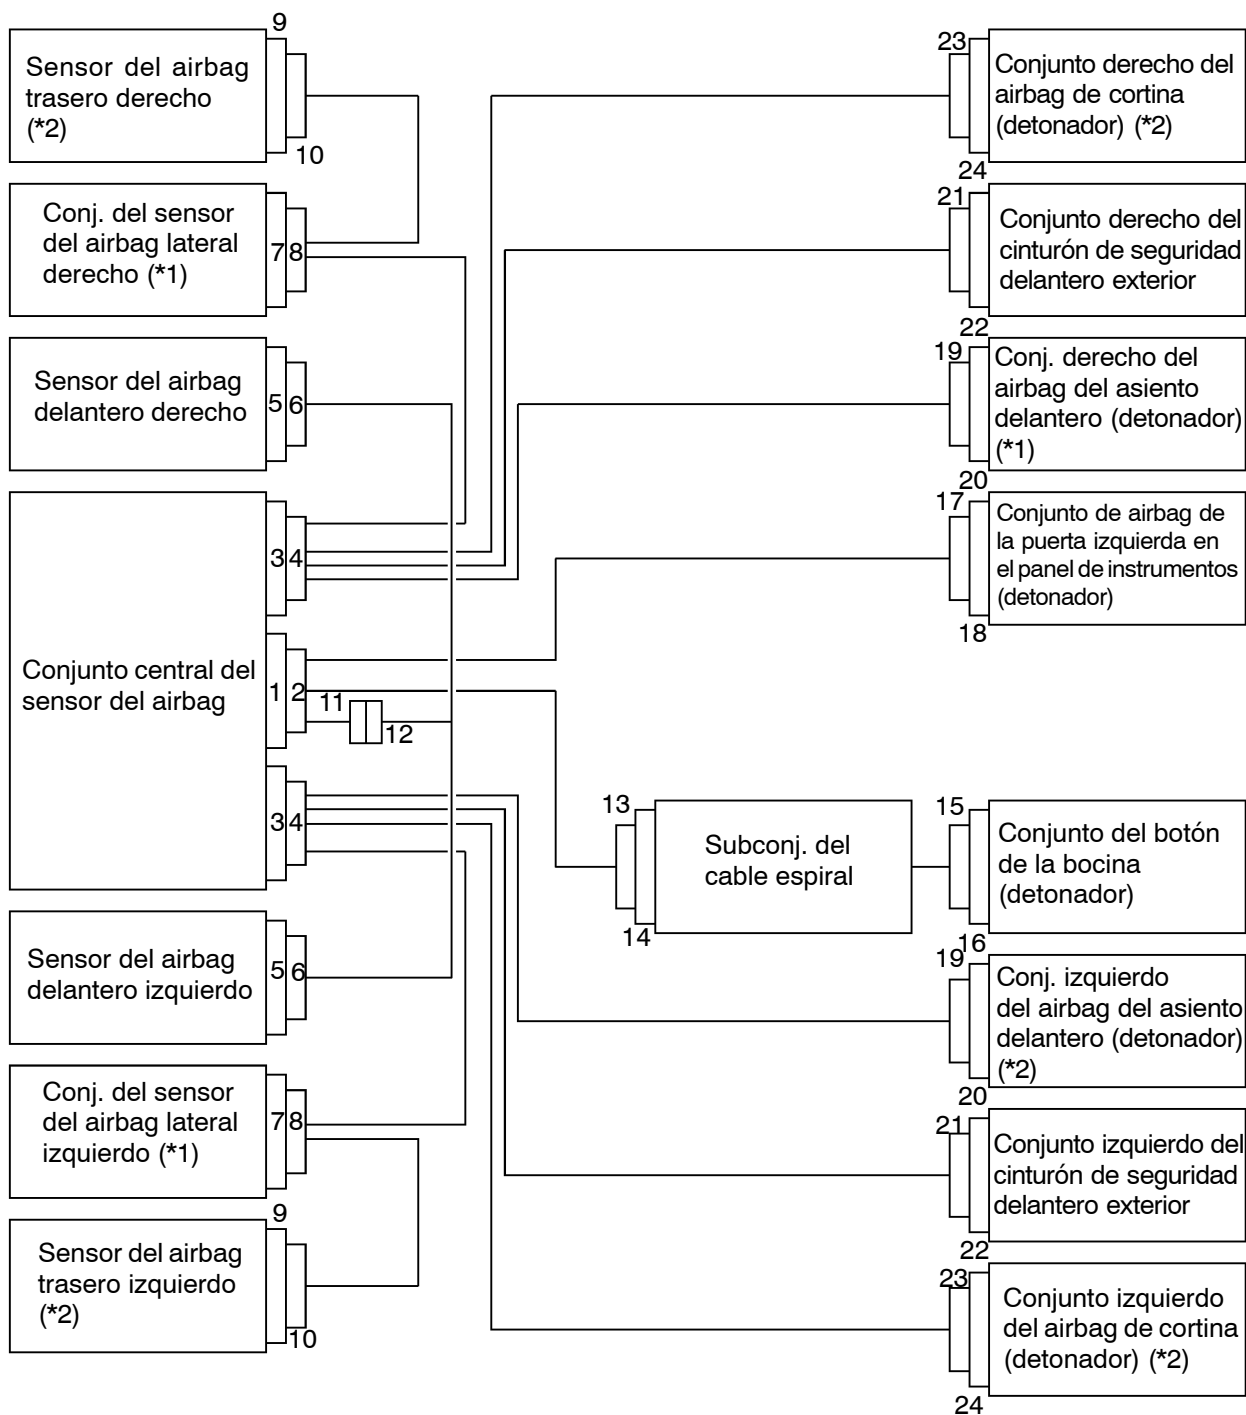 9
Sensor del airbag
trasero derecho
(*2)
10
Conj. del sensor
del airbag lateral
derecho (*1)
7 8
Sensor del airbag
delantero derecho
5 6
3 4
Conjunto central del
sensor del airbag
1 2
11
12
3 4
Sensor del airbag
delantero izquierdo
5 6
Conj. del sensor
del airbag lateral
izquierdo (*1)
7 8
9
Sensor del airbag
trasero izquierdo
(*2)
10
13
Subconj. del
cable espiral
14
23
Conjunto derecho del
airbag de cortina
(detonador) (*2)
24
21
Conjunto derecho del
cinturón de seguridad
delantero exterior
22
19
Conj. derecho del
airbag del asiento
delantero (detonador)
(*1)
20
17
Conjunto de airbag de
la puerta izquierda en
el panel de instrumentos
(detonador)
18
15
Conjunto del botón
de la bocina
(detonador)
16
19
Conj. izquierdo
del airbag del asiento
delantero (detonador)
(*2)
20
21
Conjunto izquierdo del
cinturón de seguridad
delantero exterior
22
23
Conjunto izquierdo
del airbag de cortina
(detonador) (*2)
24